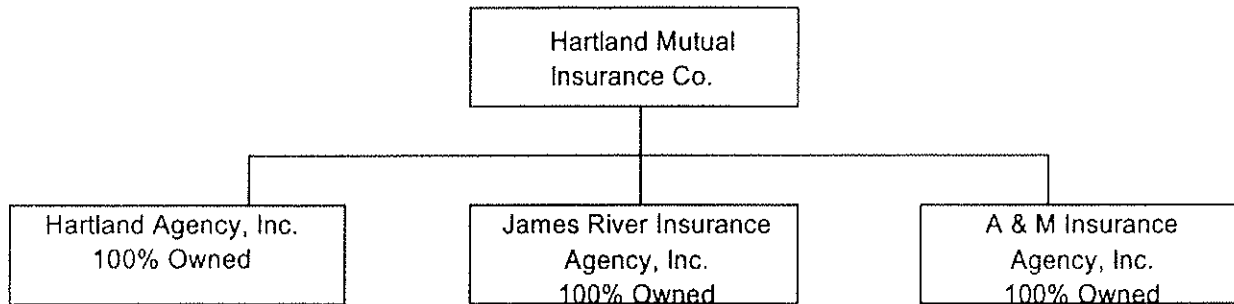 Hartland Mutual
Insurance Co.
Hartland Agency, Inc.
100% Owned
James River Insurance
Agency, Inc.
100% Owned
A & M Insurance
Agency, Inc.
100% Owned